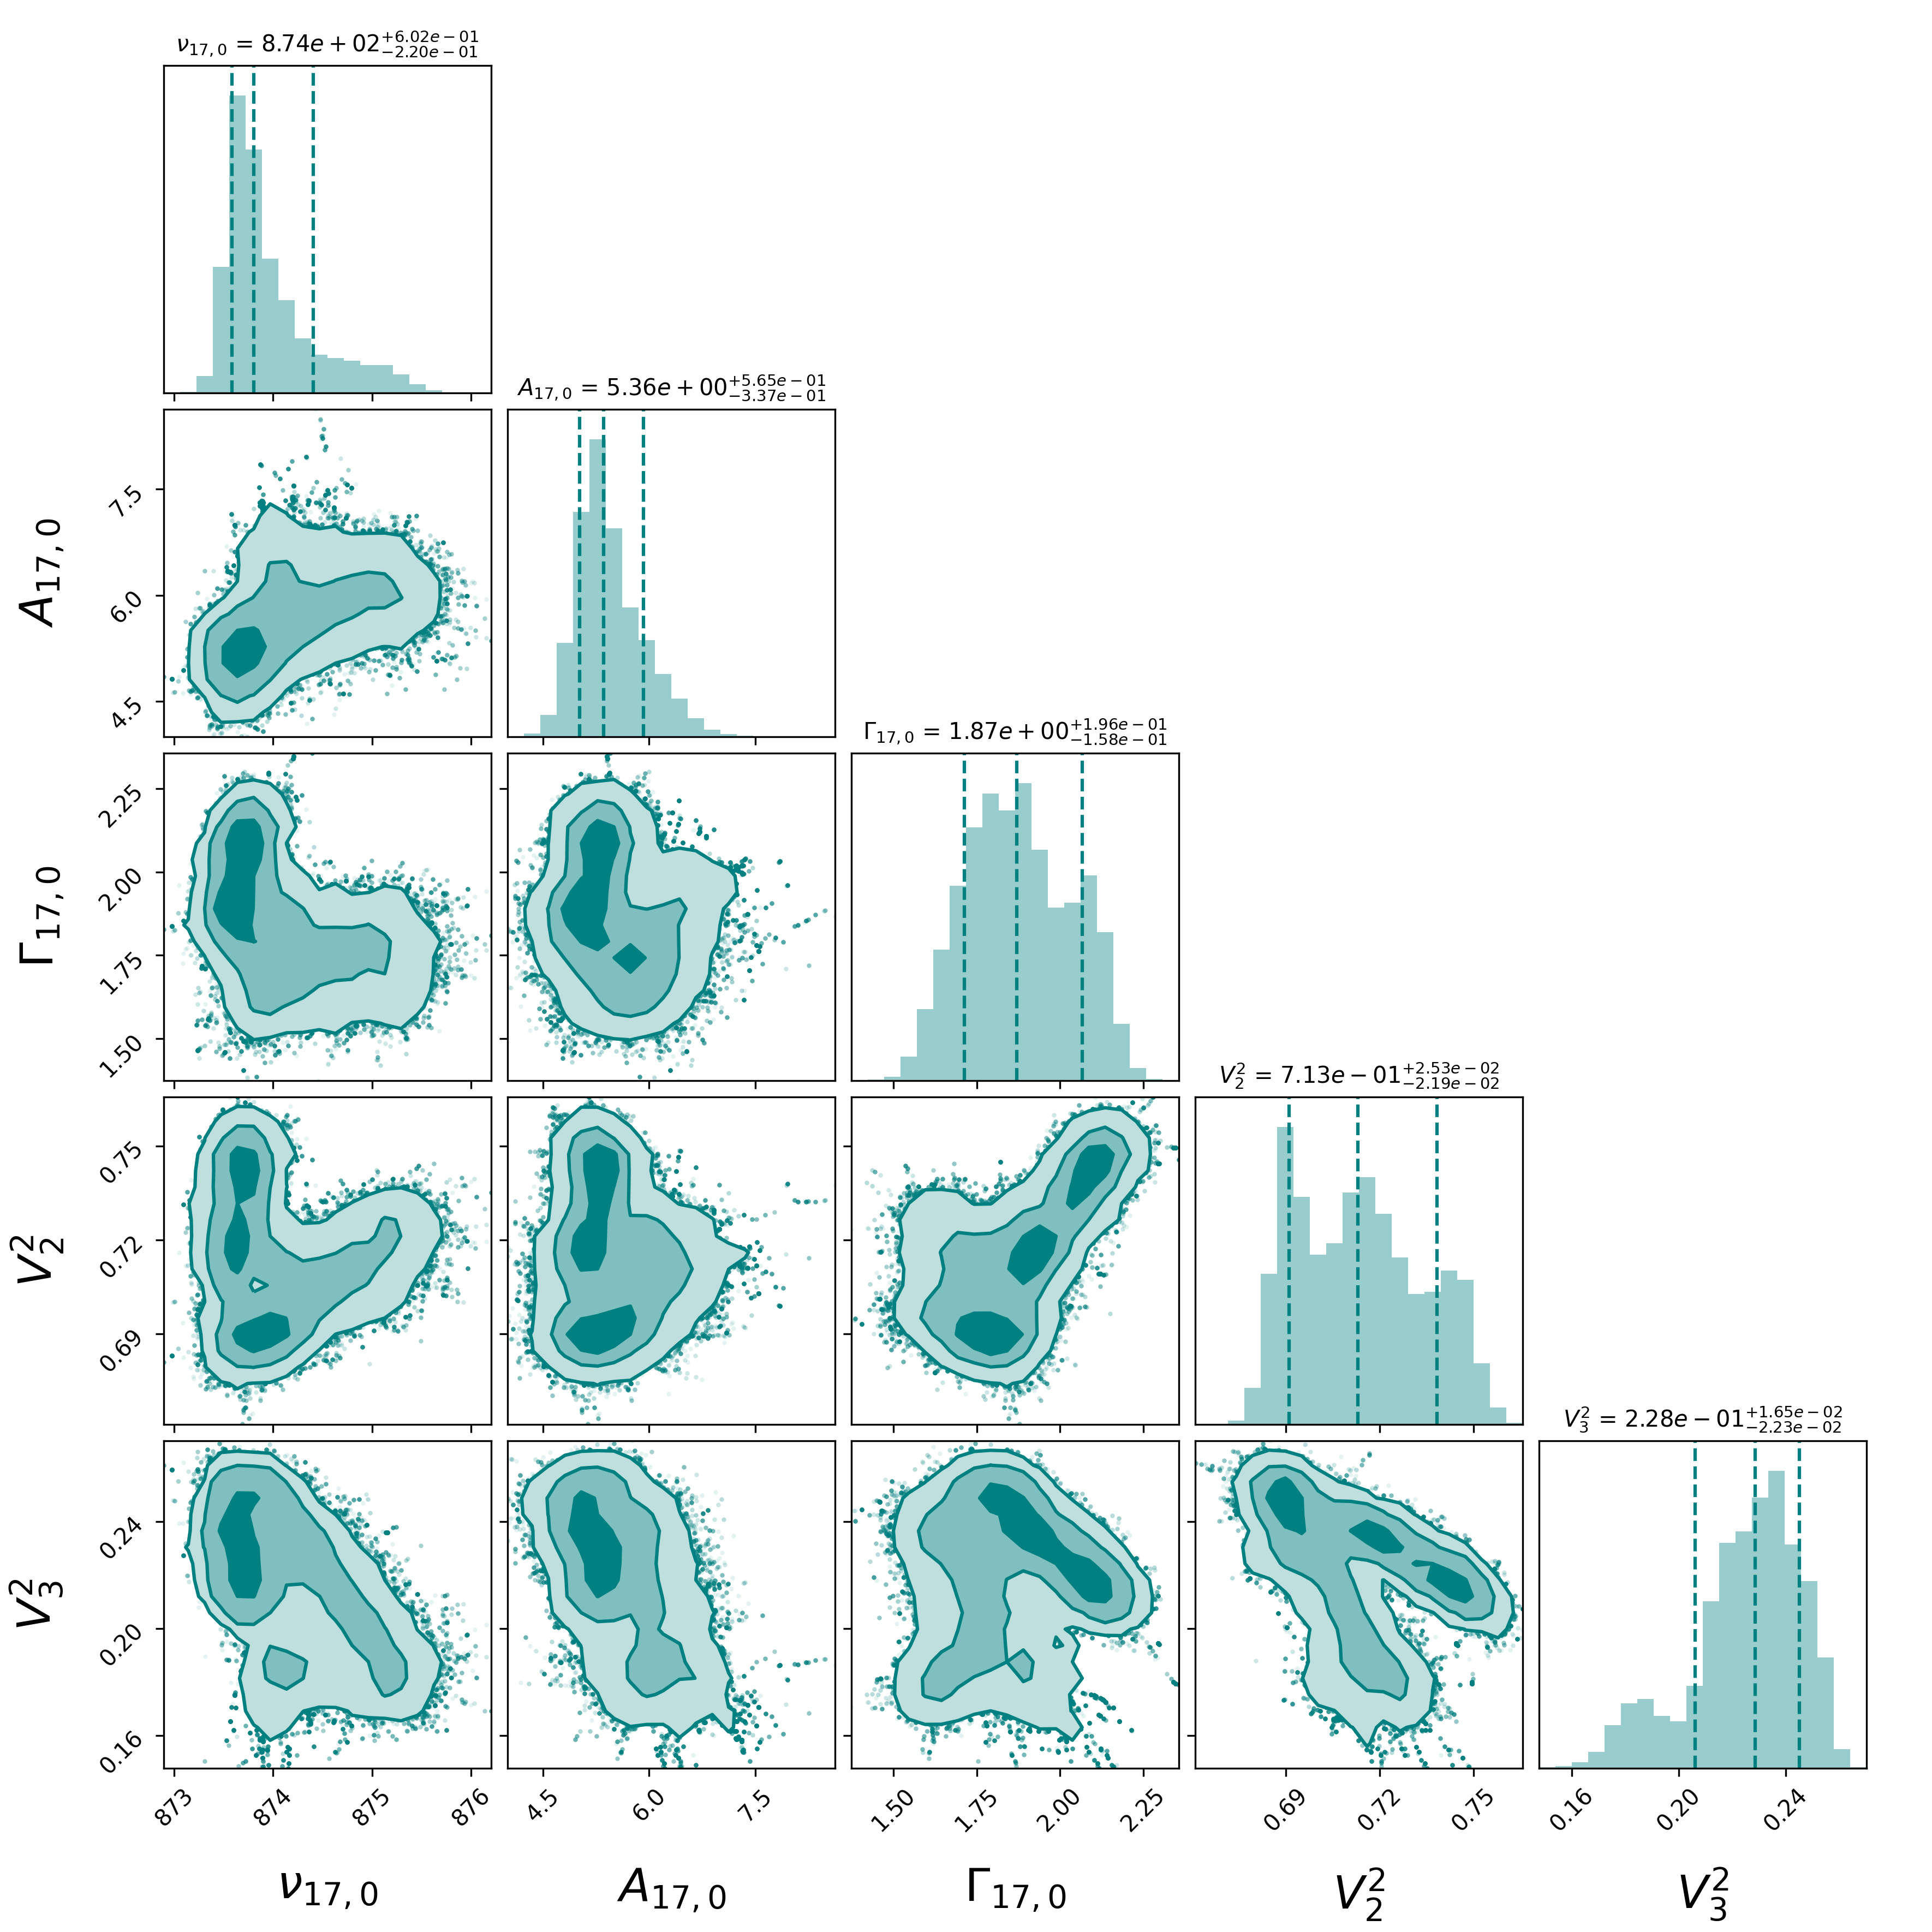 ν₁₇,₀ = 8.74e + 02 +6.02e − 01 −2.20e − 01
A₁₇,₀ = 5.36e + 00 +5.65e − 01 −3.37e − 01
7.5
6.0
4.5
A₁₇,₀
Γ₁₇,₀ = 1.87e + 00 +1.96e − 01 −1.58e − 01
2.25
2.00
1.75
1.50
Γ₁₇,₀
V₂² = 7.13e − 01 +2.53e − 02 −2.19e − 02
0.75
0.72
0.69
V₂²
V₃² = 2.28e − 01 +1.65e − 02 −2.23e − 02
0.24
0.20
0.16
V₃²
873 874 875 876
4.5 6.0 7.5
1.50 1.75 2.00 2.25
0.69 0.72 0.75
0.16 0.20 0.24
ν₁₇,₀ A₁₇,₀ Γ₁₇,₀ V₂² V₃²